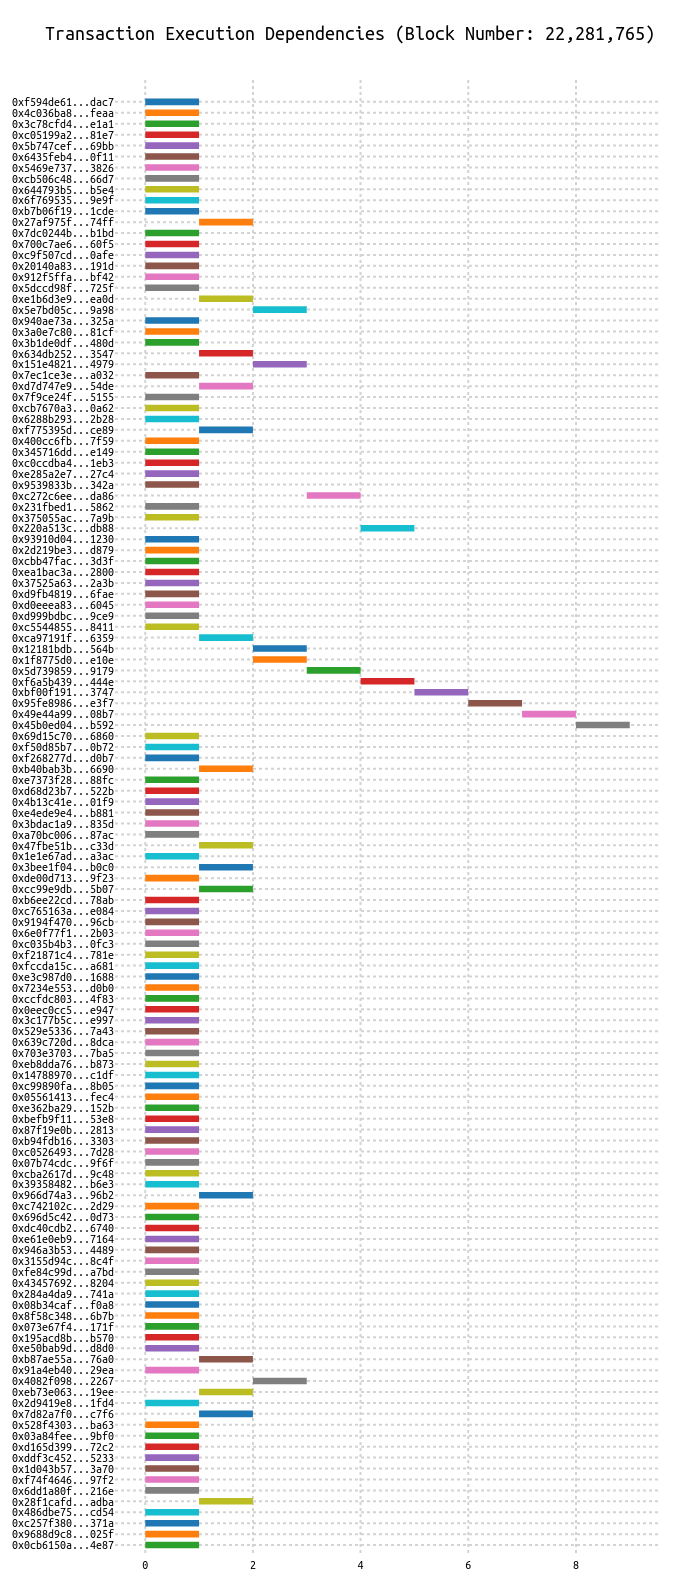 Transaction Execution Dependencies (Block Number: 22,281,765)
0xf594de61...dac7
0x4c036ba8...feaa
0x3c78cfd4...e1a1
0xc05199a2...81e7
0x5b747cef...69bb
0x6435feb4...0f11
0x5469e737...3826
0xcb506c48...66d7
0x644793b5...b5e4
0x6f769535...9e9f
0xb7b06f19...1cde
0x27af975f...74ff
0x7dc0244b...b1bd
0x700c7ae6...60f5
0xc9f507cd...0afe
0x20140a83...191d
0x912f5ffa...bf42
0x5dccd98f...725f
0xe1b6d3e9...ea0d
0x5e7bd05c...9a98
0x940ae73a...325a
0x3a0e7c80...81cf
0x3b1de0df...480d
0x634db252...3547
0x151e4821...4979
0x7ec1ce3e...a032
0xd7d747e9...54de
0x7f9ce24f...5155
0xcb7670a3...0a62
0x6288b293...2b28
0xf775395d...ce89
0x400cc6fb...7f59
0x345716dd...e149
0xc0ccdba4...1eb3
0xe285a2e7...27c4
0x9539833b...342a
0xc272c6ee...da86
0x231fbed1...5862
0x375055ac...7a9b
0x220a513c...db88
0x93910d04...1230
0x2d219be3...d879
0xcbb47fac...3d3f
0xea1bac3a...2800
0x37525a63...2a3b
0xd9fb4819...6fae
0xd0eeea83...6045
0xd999bdbc...9ce9
0xc5544855...8411
0xca97191f...6359
0x12181bdb...564b
0x1f8775d0...e10e
0x5d739859...9179
0xf6a5b439...444e
0xbf00f191...3747
0x95fe8986...e3f7
0x49e44a99...08b7
0x45b0ed04...b592
0x69d15c70...6860
0xf50d85b7...0b72
0xf268277d...d0b7
0xb40bab3b...6690
0xe7373f28...88fc
0xd68d23b7...522b
0x4b13c41e...01f9
0xe4ede9e4...b881
0x3bdac1a9...835d
0xa70bc006...87ac
0x47fbe51b...c33d
0x1e1e67ad...a3ac
0x3bee1f04...b0c0
0xde00d713...9f23
0xcc99e9db...5b07
0xb6ee22cd...78ab
0xc765163a...e084
0x9194f470...96cb
0x6e0f77f1...2b03
0xc035b4b3...0fc3
0xf21871c4...781e
0xfccda15c...a681
0xe3c987d0...1688
0x7234e553...d0b0
0xccfdc803...4f83
0x0eec0cc5...e947
0x3c177b5c...e997
0x529e5336...7a43
0x639c720d...8dca
0x703e3703...7ba5
0xeb8dda76...b873
0x14788970...c1df
0xc99890fa...8b05
0x05561413...fec4
0xe362ba29...152b
0xbefb9f11...53e8
0x87f19e0b...2813
0xb94fdb16...3303
0xc0526493...7d28
0x07b74cdc...9f6f
0xcba2617d...9c48
0x39358482...b6e3
0x966d74a3...96b2
0xc742102c...2d29
0x696d5c42...0d73
0xdc40cdb2...6740
0xe61e0eb9...7164
0x946a3b53...4489
0x3155d94c...8c4f
0xfe84c99d...a7bd
0x43457692...8204
0x284a4da9...741a
0x08b34caf...f0a8
0x8f58c348...6b7b
0x073e67f4...171f
0x195acd8b...b570
0xe50bab9d...d8d0
0xb87ae55a...76a0
0x91a4eb40...29ea
0x4082f098...2267
0xeb73e063...19ee
0x2d9419e8...1fd4
0x7d82a7f0...c7f6
0x528f4303...ba63
0x03a84fee...9bf0
0xd165d399...72c2
0xddf3c452...5233
0x1d043b57...3a70
0xf74f4646...97f2
0x6dd1a80f...216e
0x28f1cafd...adba
0x486dbe75...cd54
0xc257f380...371a
0x9688d9c8...025f
0x0cb6150a...4e87
0 2 4 6 8